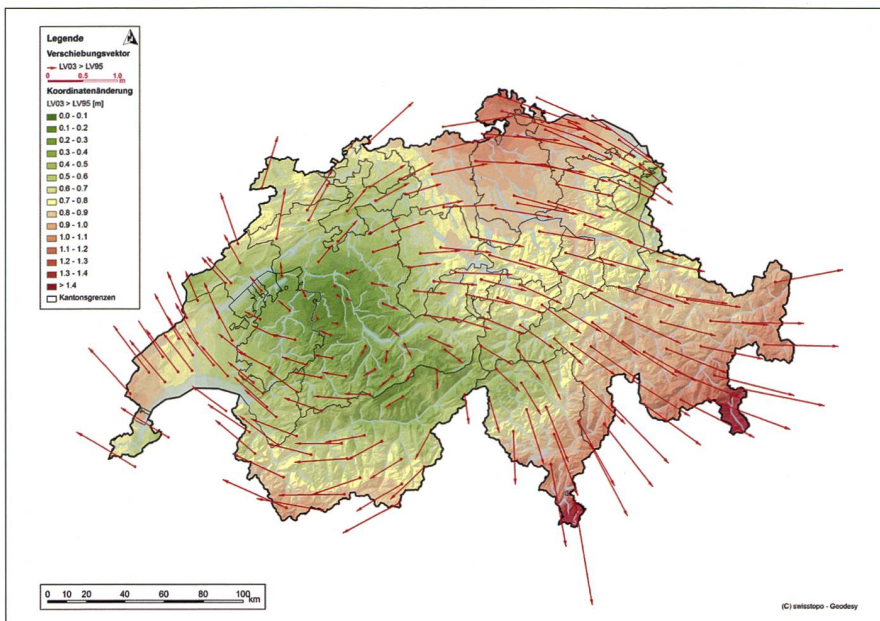 Legende
Verschiebungsvektor
LV03 > LV95
0 0.5 1.0
m
Koordinatenänderung
LV03 > LV95 [m]
0.0 - 0.1
0.1 - 0.2
0.2 - 0.3
0.3 - 0.4
0.4 - 0.5
0.5 - 0.6
0.6 - 0.7
0.7 - 0.8
0.8 - 0.9
0.9 - 1.0
1.0 - 1.1
1.1 - 1.2
1.2 - 1.3
1.3 - 1.4
> 1.4
Kantonsgrenzen
0 10 20 40 60 80 100
km
(C) swisstopo - Geodesy